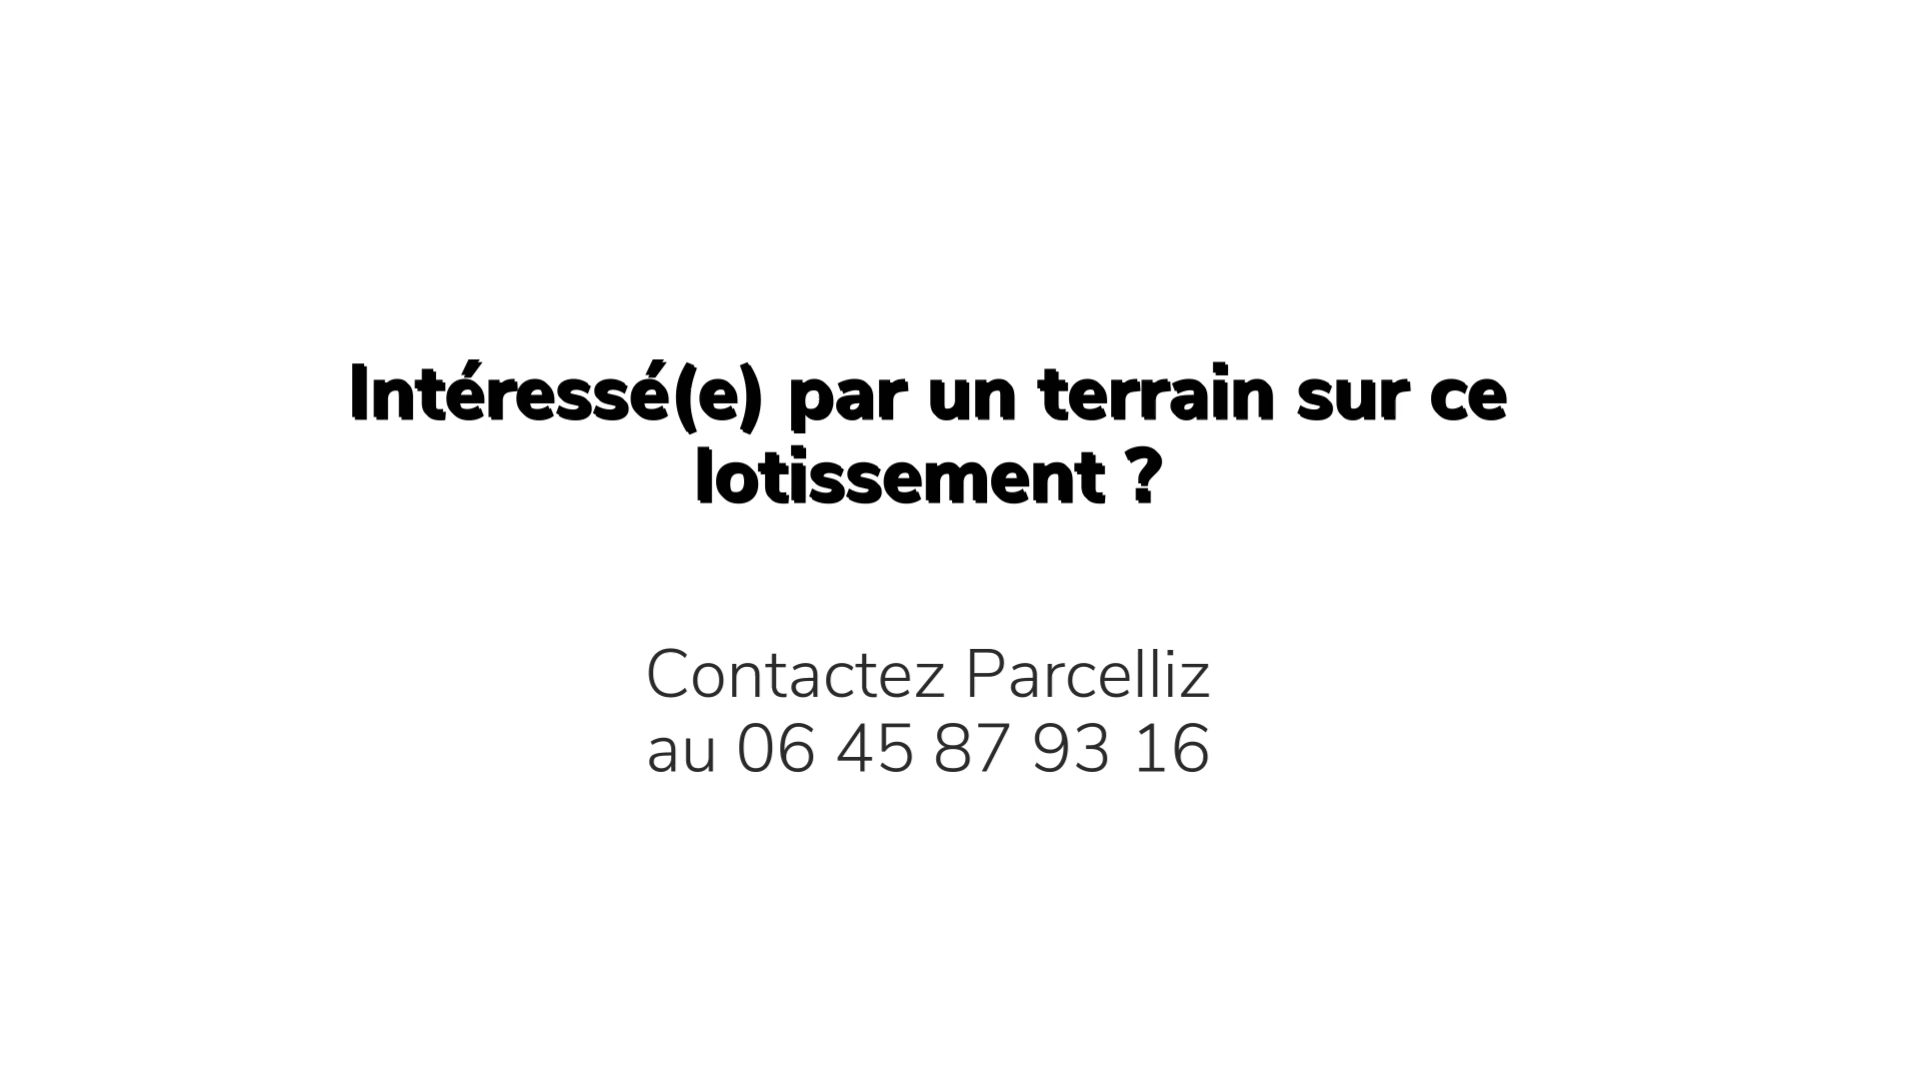 Intéressé(e) par un terrain sur ce
lotissement ?
Contactez Parcelliz
au 06 45 87 93 16